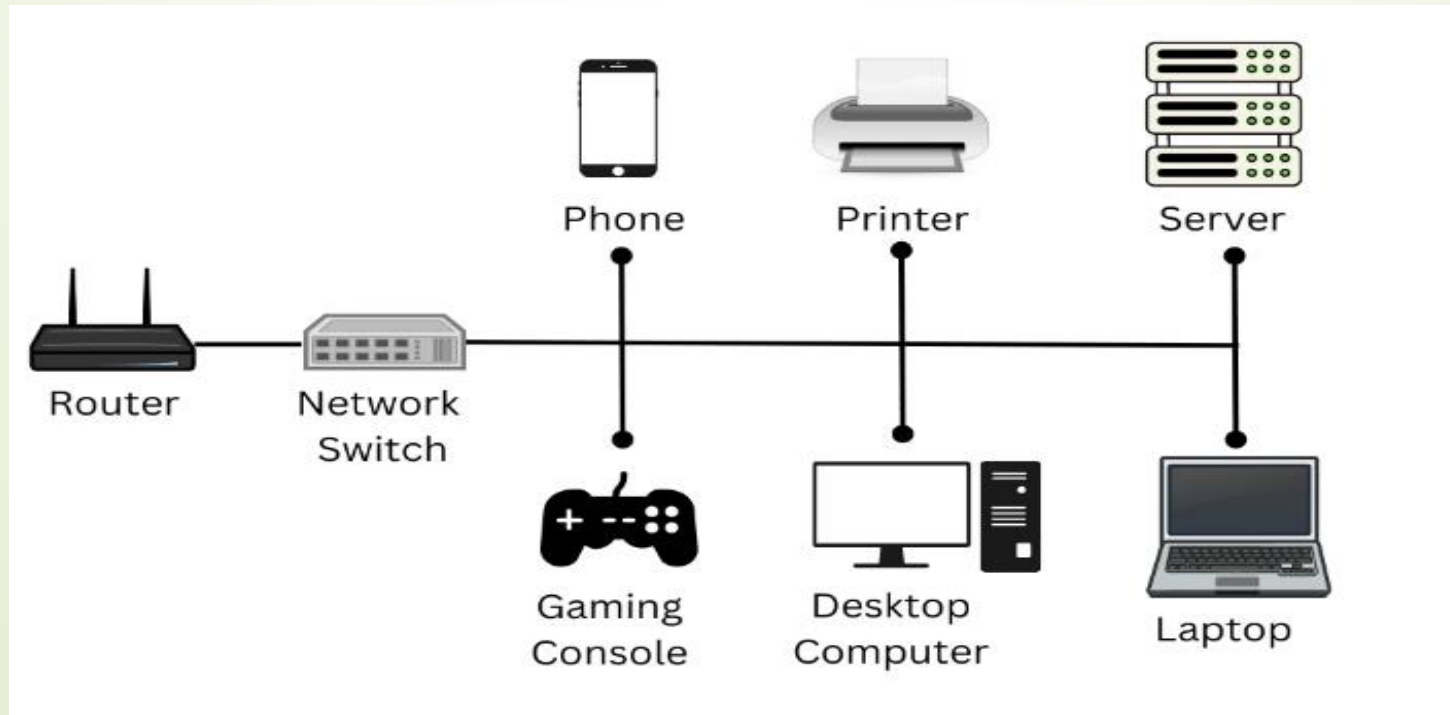 Phone
Printer
Server
Router
Network
Switch
Gaming
Console
Desktop
Computer
Laptop